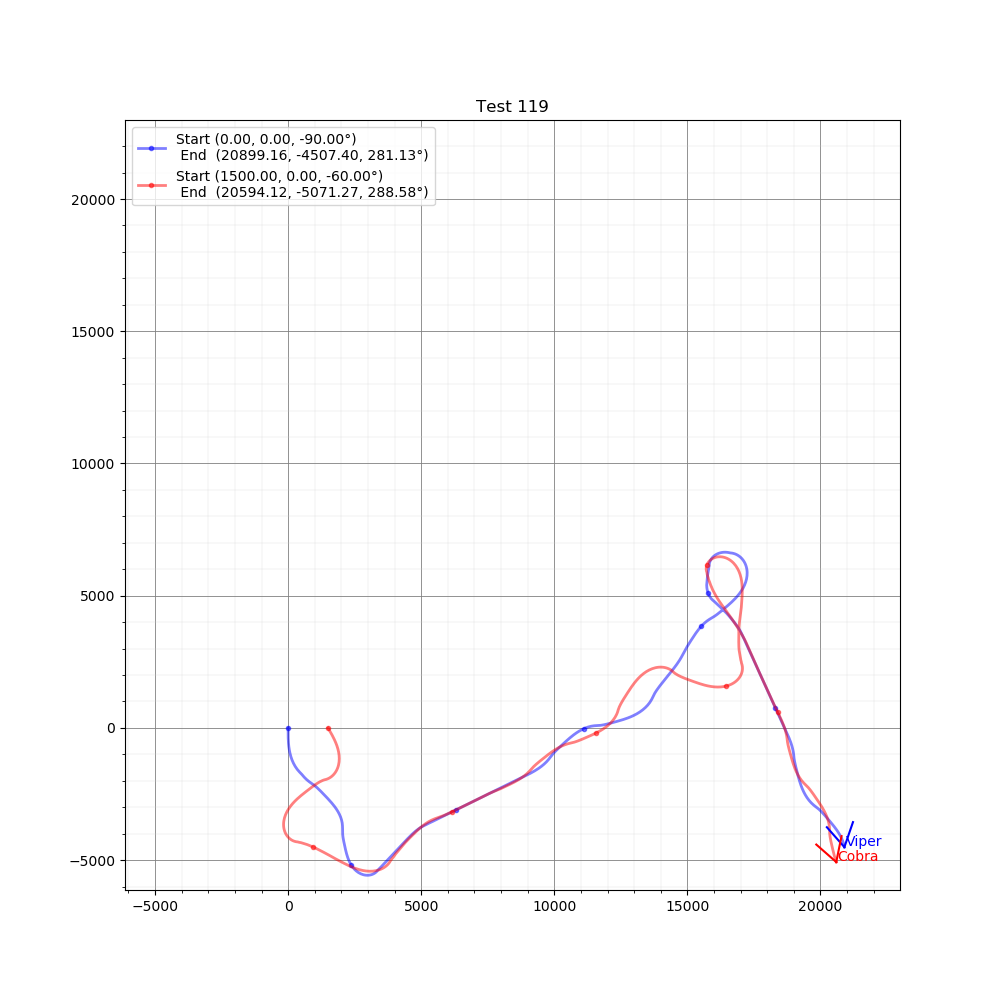 Test 119
Start (0.00, 0.00, -90.00°)
End (20899.16, -4507.40, 281.13°)
Start (1500.00, 0.00, -60.00°)
End (20594.12, -5071.27, 288.58°)
20000
15000
10000
5000
0
−5000
Viper
Cobra
−5000
0
5000
10000
15000
20000